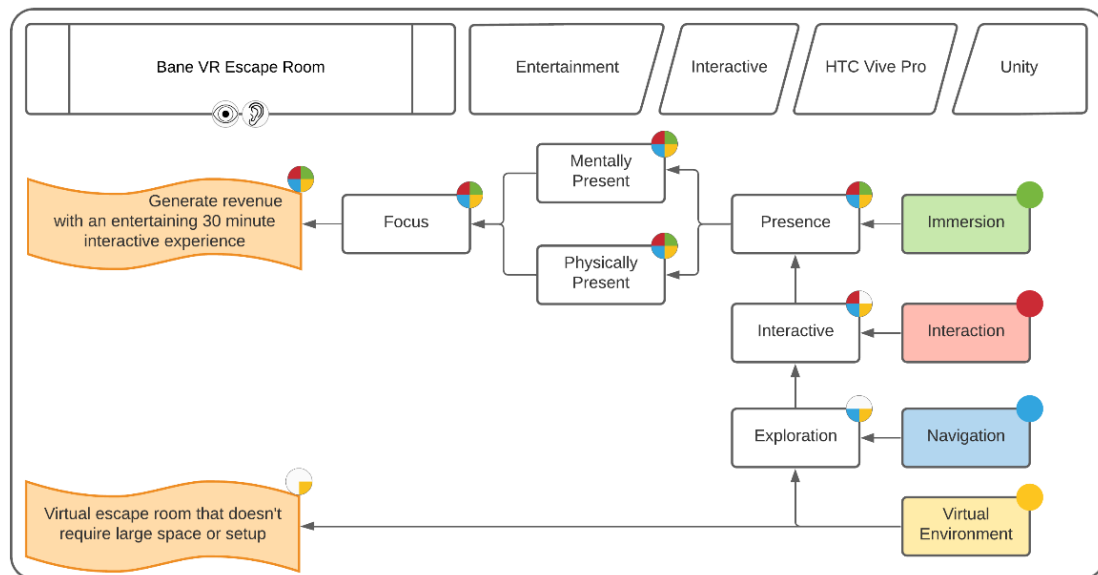 Bane VR Escape Room
Entertainment
Interactive
HTC Vive Pro
Unity
Generate revenue
with an entertaining 30 minute
interactive experience
Focus
Mentally
Present
Physically
Present
Presence
Immersion
Interactive
Interaction
Exploration
Navigation
Virtual escape room that doesn't
require large space or setup
Virtual
Environment